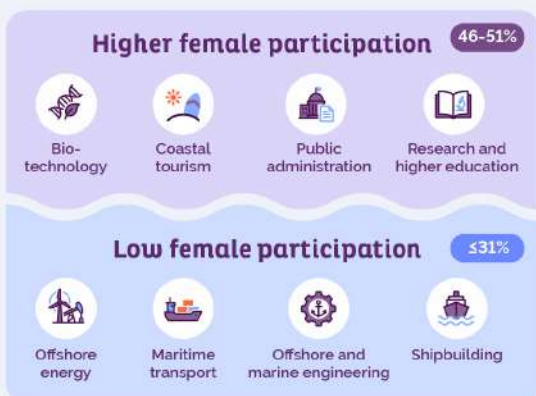 Higher female participation
46-51%
Bio-
technology
Coastal
tourism
Public
administration
Research and
higher education
Low female participation
≤31%
Offshore
energy
Maritime
transport
Offshore and
marine engineering
Shipbuilding